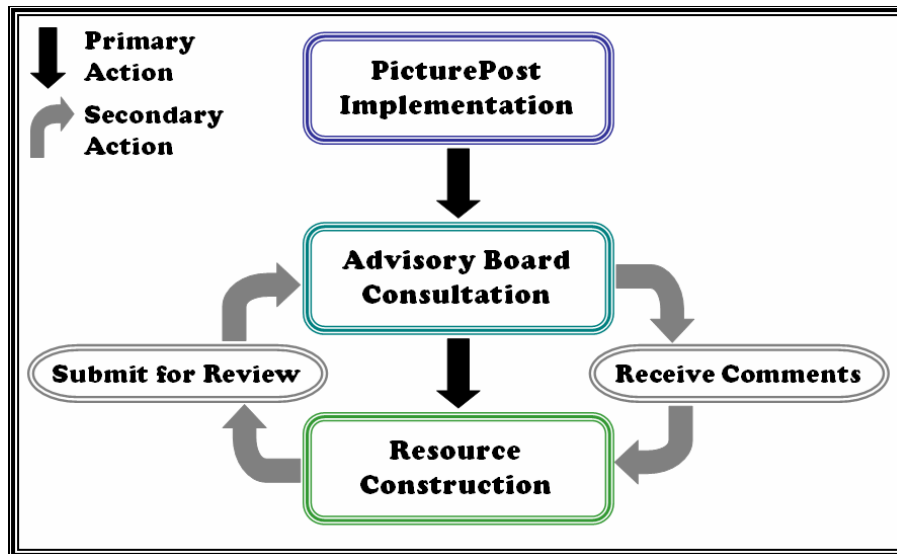 Primary
Action
Secondary
Action
PicturePost
Implementation
Advisory Board
Consultation
Submit for Review
Receive Comments
Resource
Construction